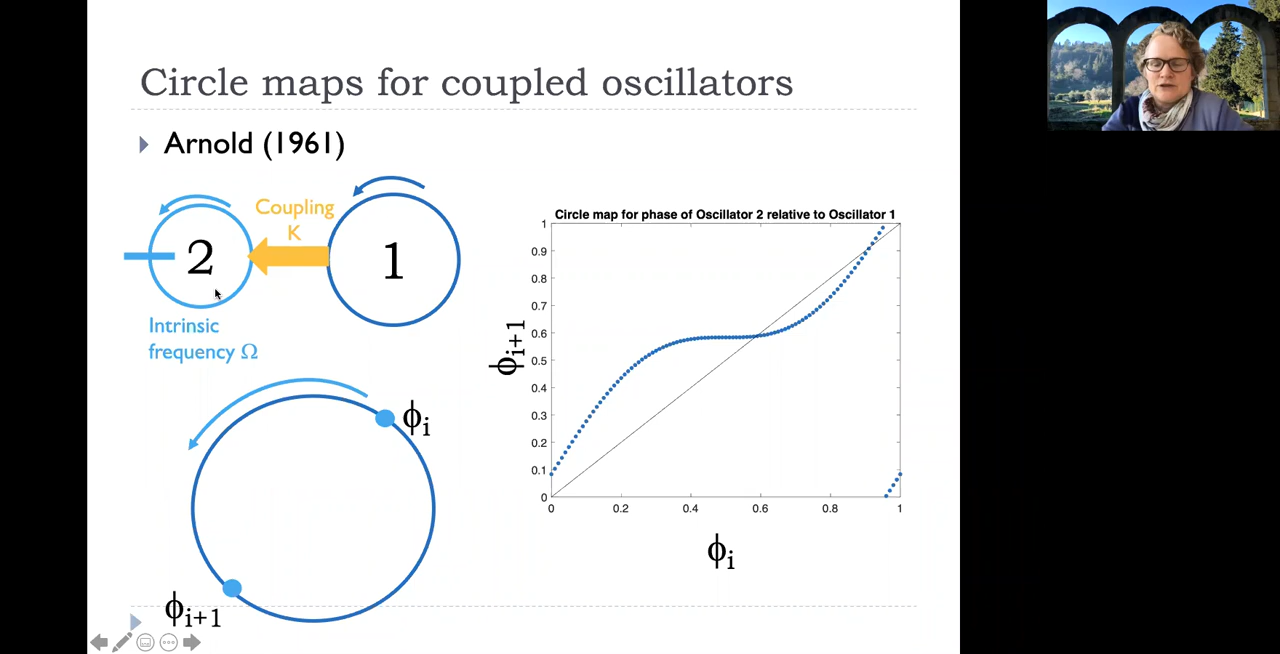 Circle maps for coupled oscillators
Arnold (1961)
Coupling
K
2
1
Intrinsic
frequency Ω
ϕi
ϕi+1
Circle map for phase of Oscillator 2 relative to Oscillator 1
1
0.9
0.8
0.7
0.6
0.5
0.4
0.3
0.2
0.1
0
ϕi+1
0 0.2 0.4 0.6 0.8 1
ϕi